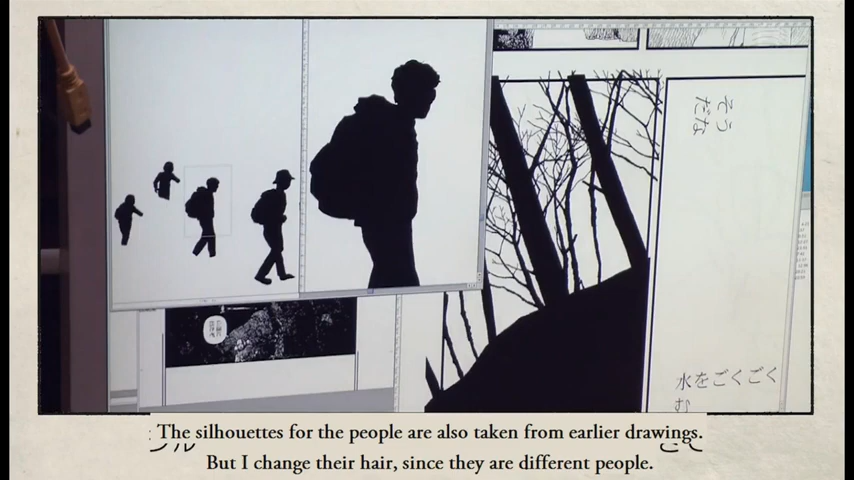 そう
だな
水をごくごく
む
The silhouettes for the people are also taken from earlier drawings.
But I change their hair, since they are different people.